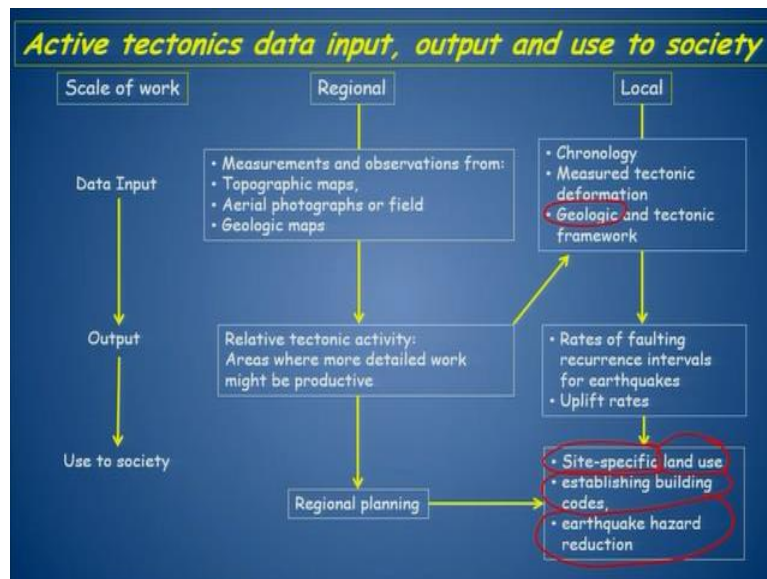 Active tectonics data input, output and use to society
Scale of work
Regional
Local
Data Input
• Measurements and observations from:
• Topographic maps,
• Aerial photographs or field
• Geologic maps
• Chronology
• Measured tectonic
deformation
• Geologic and tectonic
framework
Output
Relative tectonic activity:
Areas where more detailed work
might be productive
• Rates of faulting
recurrence intervals
for earthquakes
• Uplift rates
Use to society
Regional planning
• Site-specific land use
• establishing building
codes,
• earthquake hazard
reduction